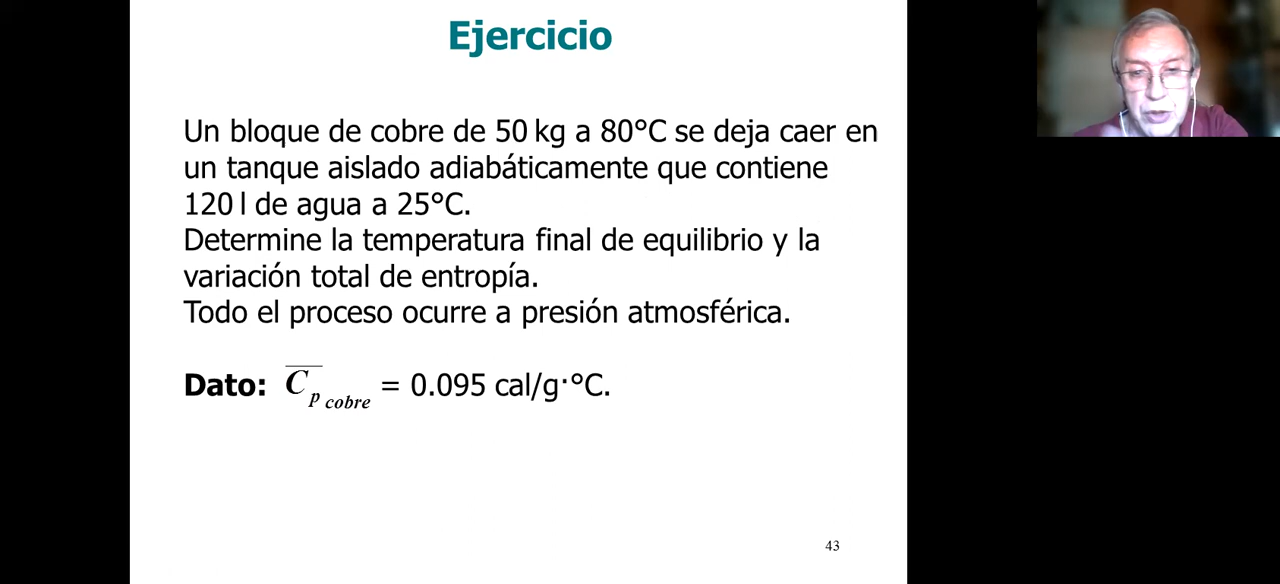 Ejercicio
Un bloque de cobre de 50 kg a 80°C se deja caer en
un tanque aislado adiabáticamente que contiene
120 l de agua a 25°C.
Determine la temperatura final de equilibrio y la
variación total de entropía.
Todo el proceso ocurre a presión atmosférica.
Dato: C̅p cobre = 0.095 cal/g·°C.
43